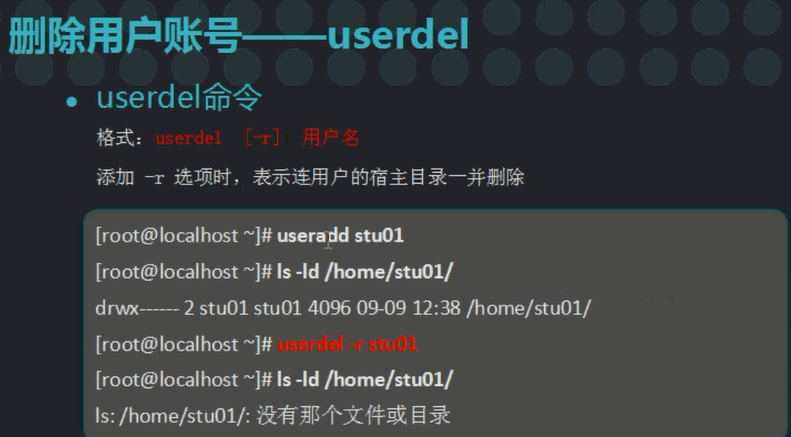 删除用户账号——userdel
• userdel命令
格式：userdel [-r] 用户名
添加 -r 选项时，表示连用户的宿主目录一并删除
[root@localhost ~]# useradd stu01
[root@localhost ~]# ls -ld /home/stu01/
drwx------ 2 stu01 stu01 4096 09-09 12:38 /home/stu01/
[root@localhost ~]# userdel -r stu01
[root@localhost ~]# ls -ld /home/stu01/
ls: /home/stu01/: 没有那个文件或目录